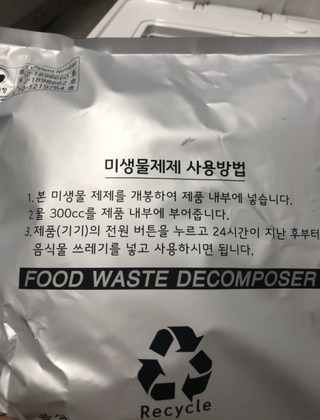 미생물제제 사용방법
1. 본 미생물 제제를 개봉하여 제품 내부에 넣습니다.
2. 물 300cc를 제품 내부에 부어줍니다.
3. 제품(기기)의 전원 버튼을 누르고 24시간이 지난 후부터
음식물 쓰레기를 넣고 사용하시면 됩니다.
FOOD WASTE DECOMPOSER
Recycle